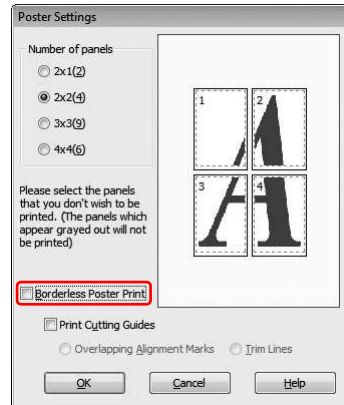 Poster Settings
Number of panels
2x1(2)
2x2(4)
3x3(9)
4x4(6)
Please select the panels
that you don't wish to be
printed. (The panels which
appear grayed out will not
be printed)
1 2
3 4
A
Borderless Poster Print
Print Cutting Guides
Overlapping Alignment Marks Trim Lines
OK Cancel Help